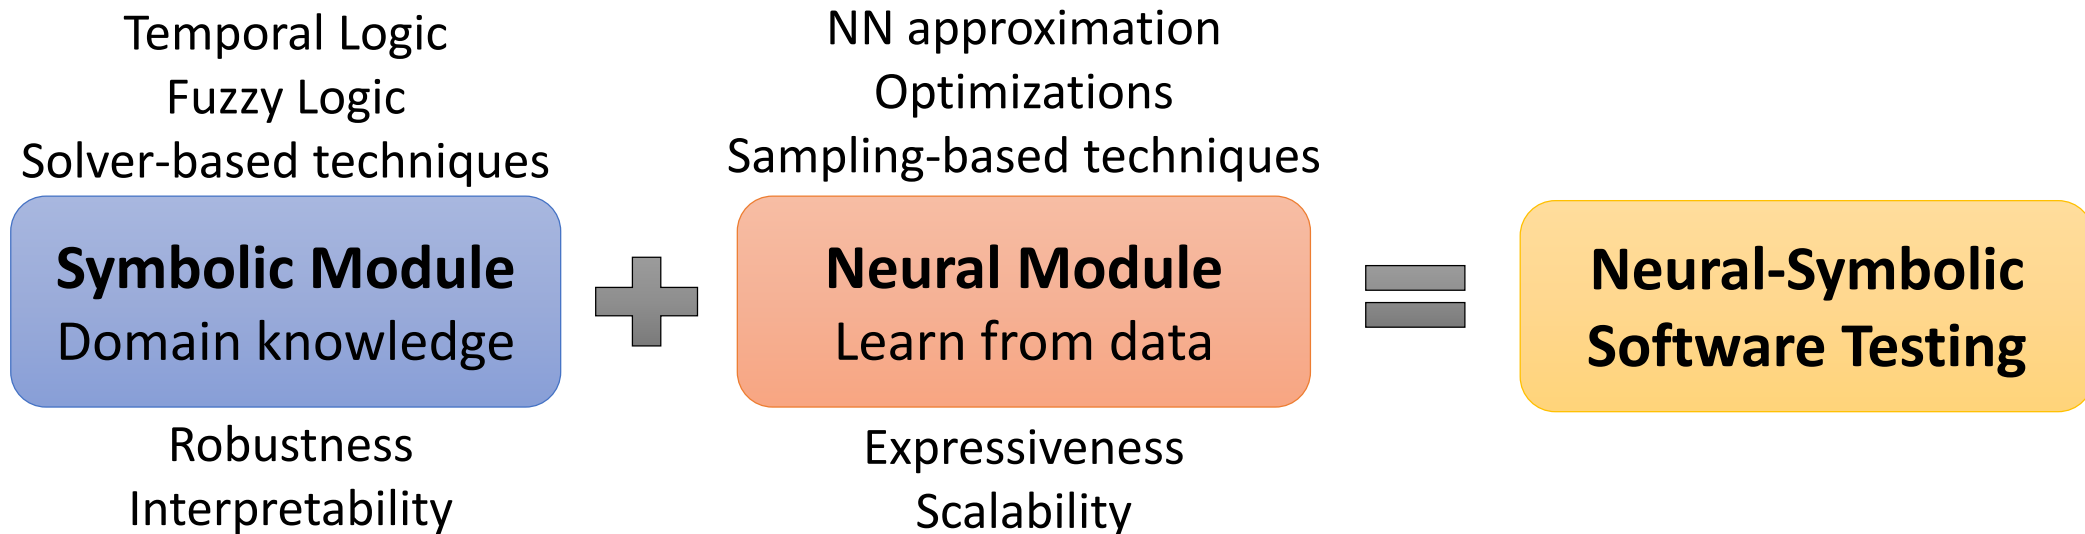 Temporal Logic
Fuzzy Logic
Solver-based techniques
Symbolic Module
Domain knowledge
Robustness
Interpretability
NN approximation
Optimizations
Sampling-based techniques
Neural Module
Learn from data
Expressiveness
Scalability
Neural-Symbolic
Software Testing